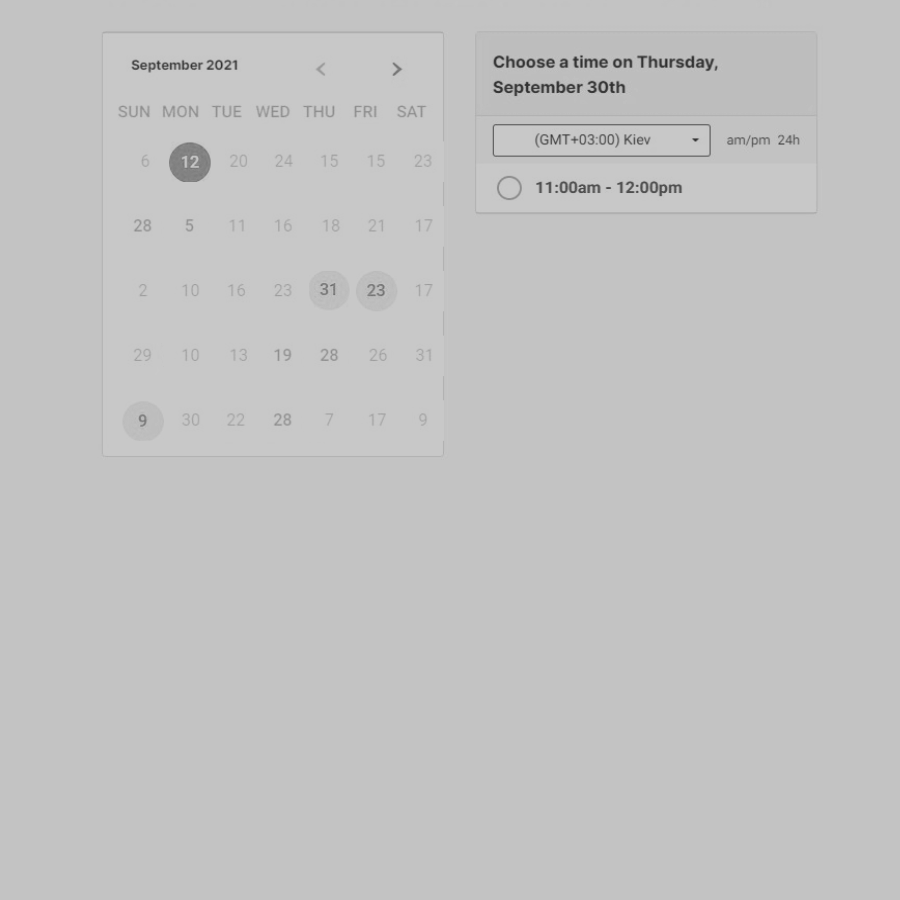 September 2021
SUN MON TUE WED THU FRI SAT
6 12 20 24 15 15 23
28 5 11 16 18 21 17
2 10 16 23 31 23 17
29 10 13 19 28 26 31
9 30 22 28 7 17 9
Choose a time on Thursday,
September 30th
(GMT+03:00) Kiev am/pm 24h
11:00am - 12:00pm